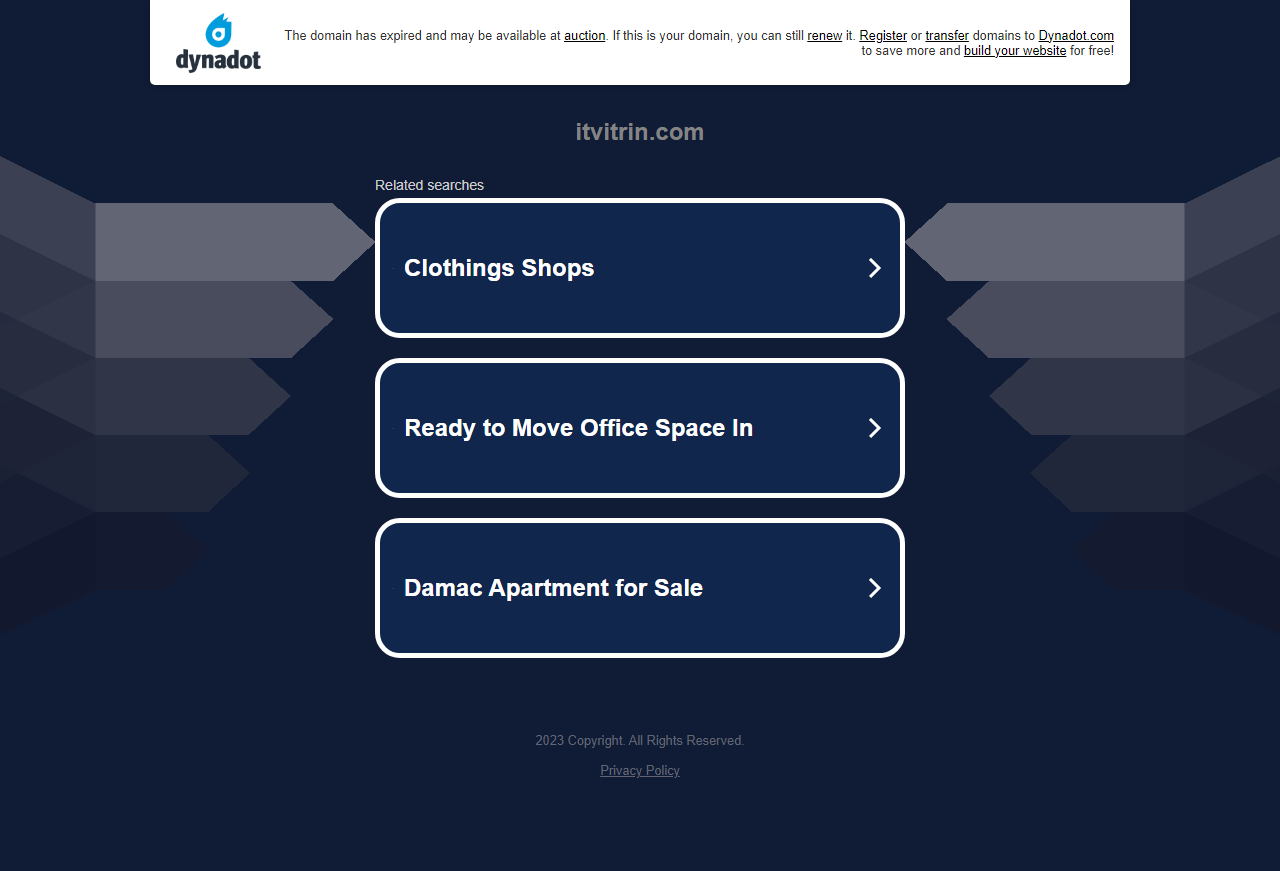 dynadot
The domain has expired and may be available at auction. If this is your domain, you can still renew it. Register or transfer domains to Dynadot.com
to save more and build your website for free!
itvitrin.com
Related searches
Clothings Shops
Ready to Move Office Space In
Damac Apartment for Sale
2023 Copyright. All Rights Reserved.
Privacy Policy